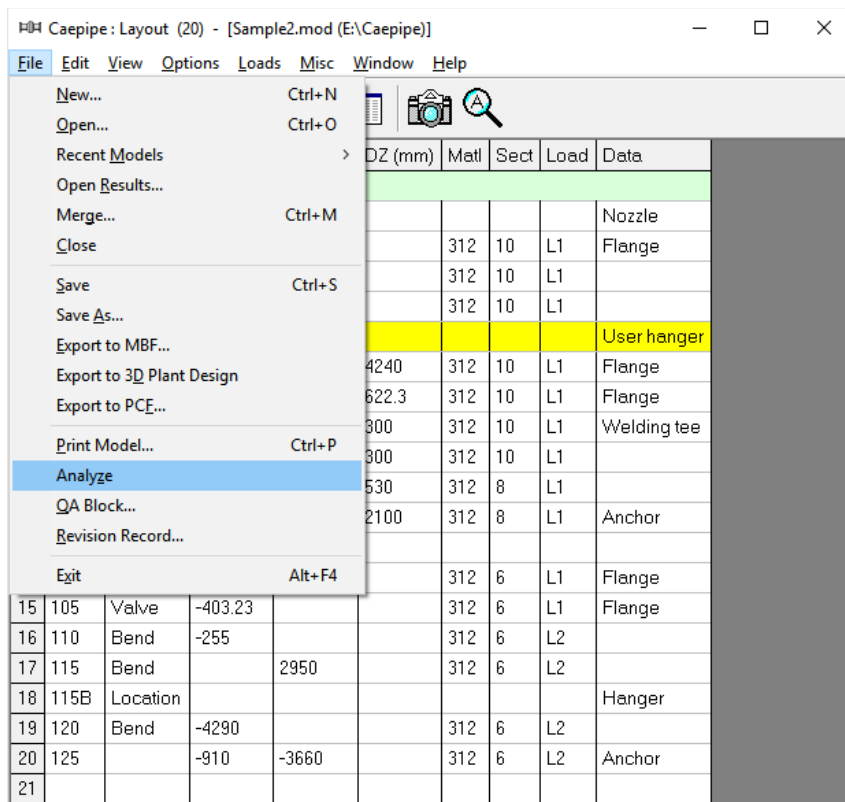 Caepipe : Layout (20) - [Sample2.mod (E:\Caepipe)]
File Edit View Options Loads Misc Window Help
New... Ctrl+N
Open... Ctrl+O
Recent Models >
Open Results...
Merge... Ctrl+M
Close
Save Ctrl+S
Save As...
Export to MBF...
Export to 3D Plant Design
Export to PCF...
Print Model... Ctrl+P
Analyze
QA Block...
Revision Record...
Exit Alt+F4
DZ (mm) Matl Sect Load Data
Nozzle
312 10 L1 Flange
312 10 L1
312 10 L1
User hanger
4240 312 10 L1 Flange
622.3 312 10 L1 Flange
300 312 10 L1 Welding tee
300 312 10 L1
530 312 8 L1
2100 312 8 L1 Anchor
312 6 L1 Flange
15 105 Valve -403.23 312 6 L1 Flange
16 110 Bend -255 312 6 L2
17 115 Bend 2950 312 6 L2
18 115B Location Hanger
19 120 Bend -4290 312 6 L2
20 125 -910 -3660 312 6 L2 Anchor
21